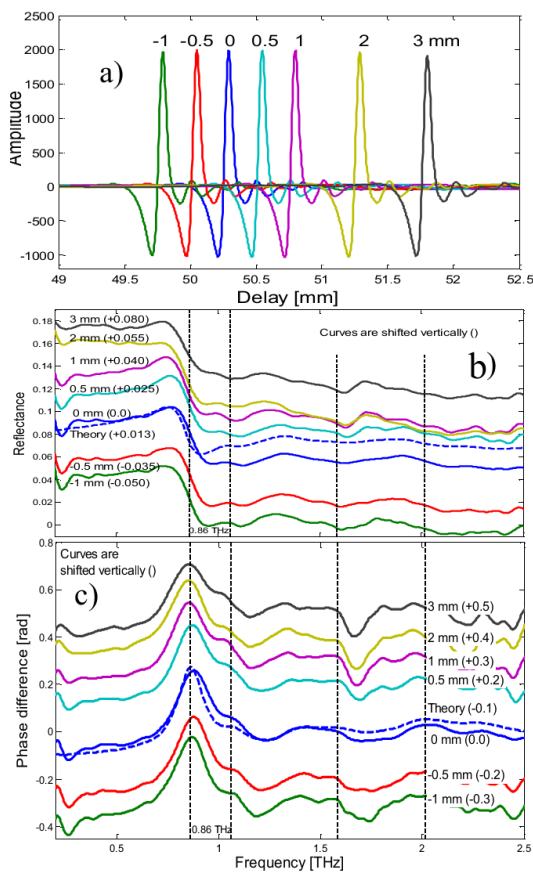 2500
2000
1500
1000
500
0
-500
-1000
Amplitude
a)
-1 -0.5 0 0.5 1 2 3 mm
49 49.5 50 50.5 51 51.5 52 52.5
Delay [mm]
0.18
0.16
0.14
0.12
0.1
0.08
0.06
0.04
0.02
0
Reflectance
b)
Curves are shifted vertically ()
3 mm (+0.080)
2 mm (+0.055)
1 mm (+0.040)
0.5 mm (+0.025)
0 mm (0.0)
Theory (+0.013)
-0.5 mm (-0.035)
-1 mm (-0.050)
0.86 THz
0.8
0.6
0.4
0.2
0
-0.2
-0.4
Phase difference [rad]
Curves are
shifted vertically ()
c)
3 mm (+0.5)
2 mm (+0.4)
1 mm (+0.3)
0.5 mm (+0.2)
Theory (-0.1)
0 mm (0.0)
-0.5 mm (-0.2)
-1 mm (-0.3)
0.86 THz
0.5 1 1.5 2 2.5
Frequency [THz]